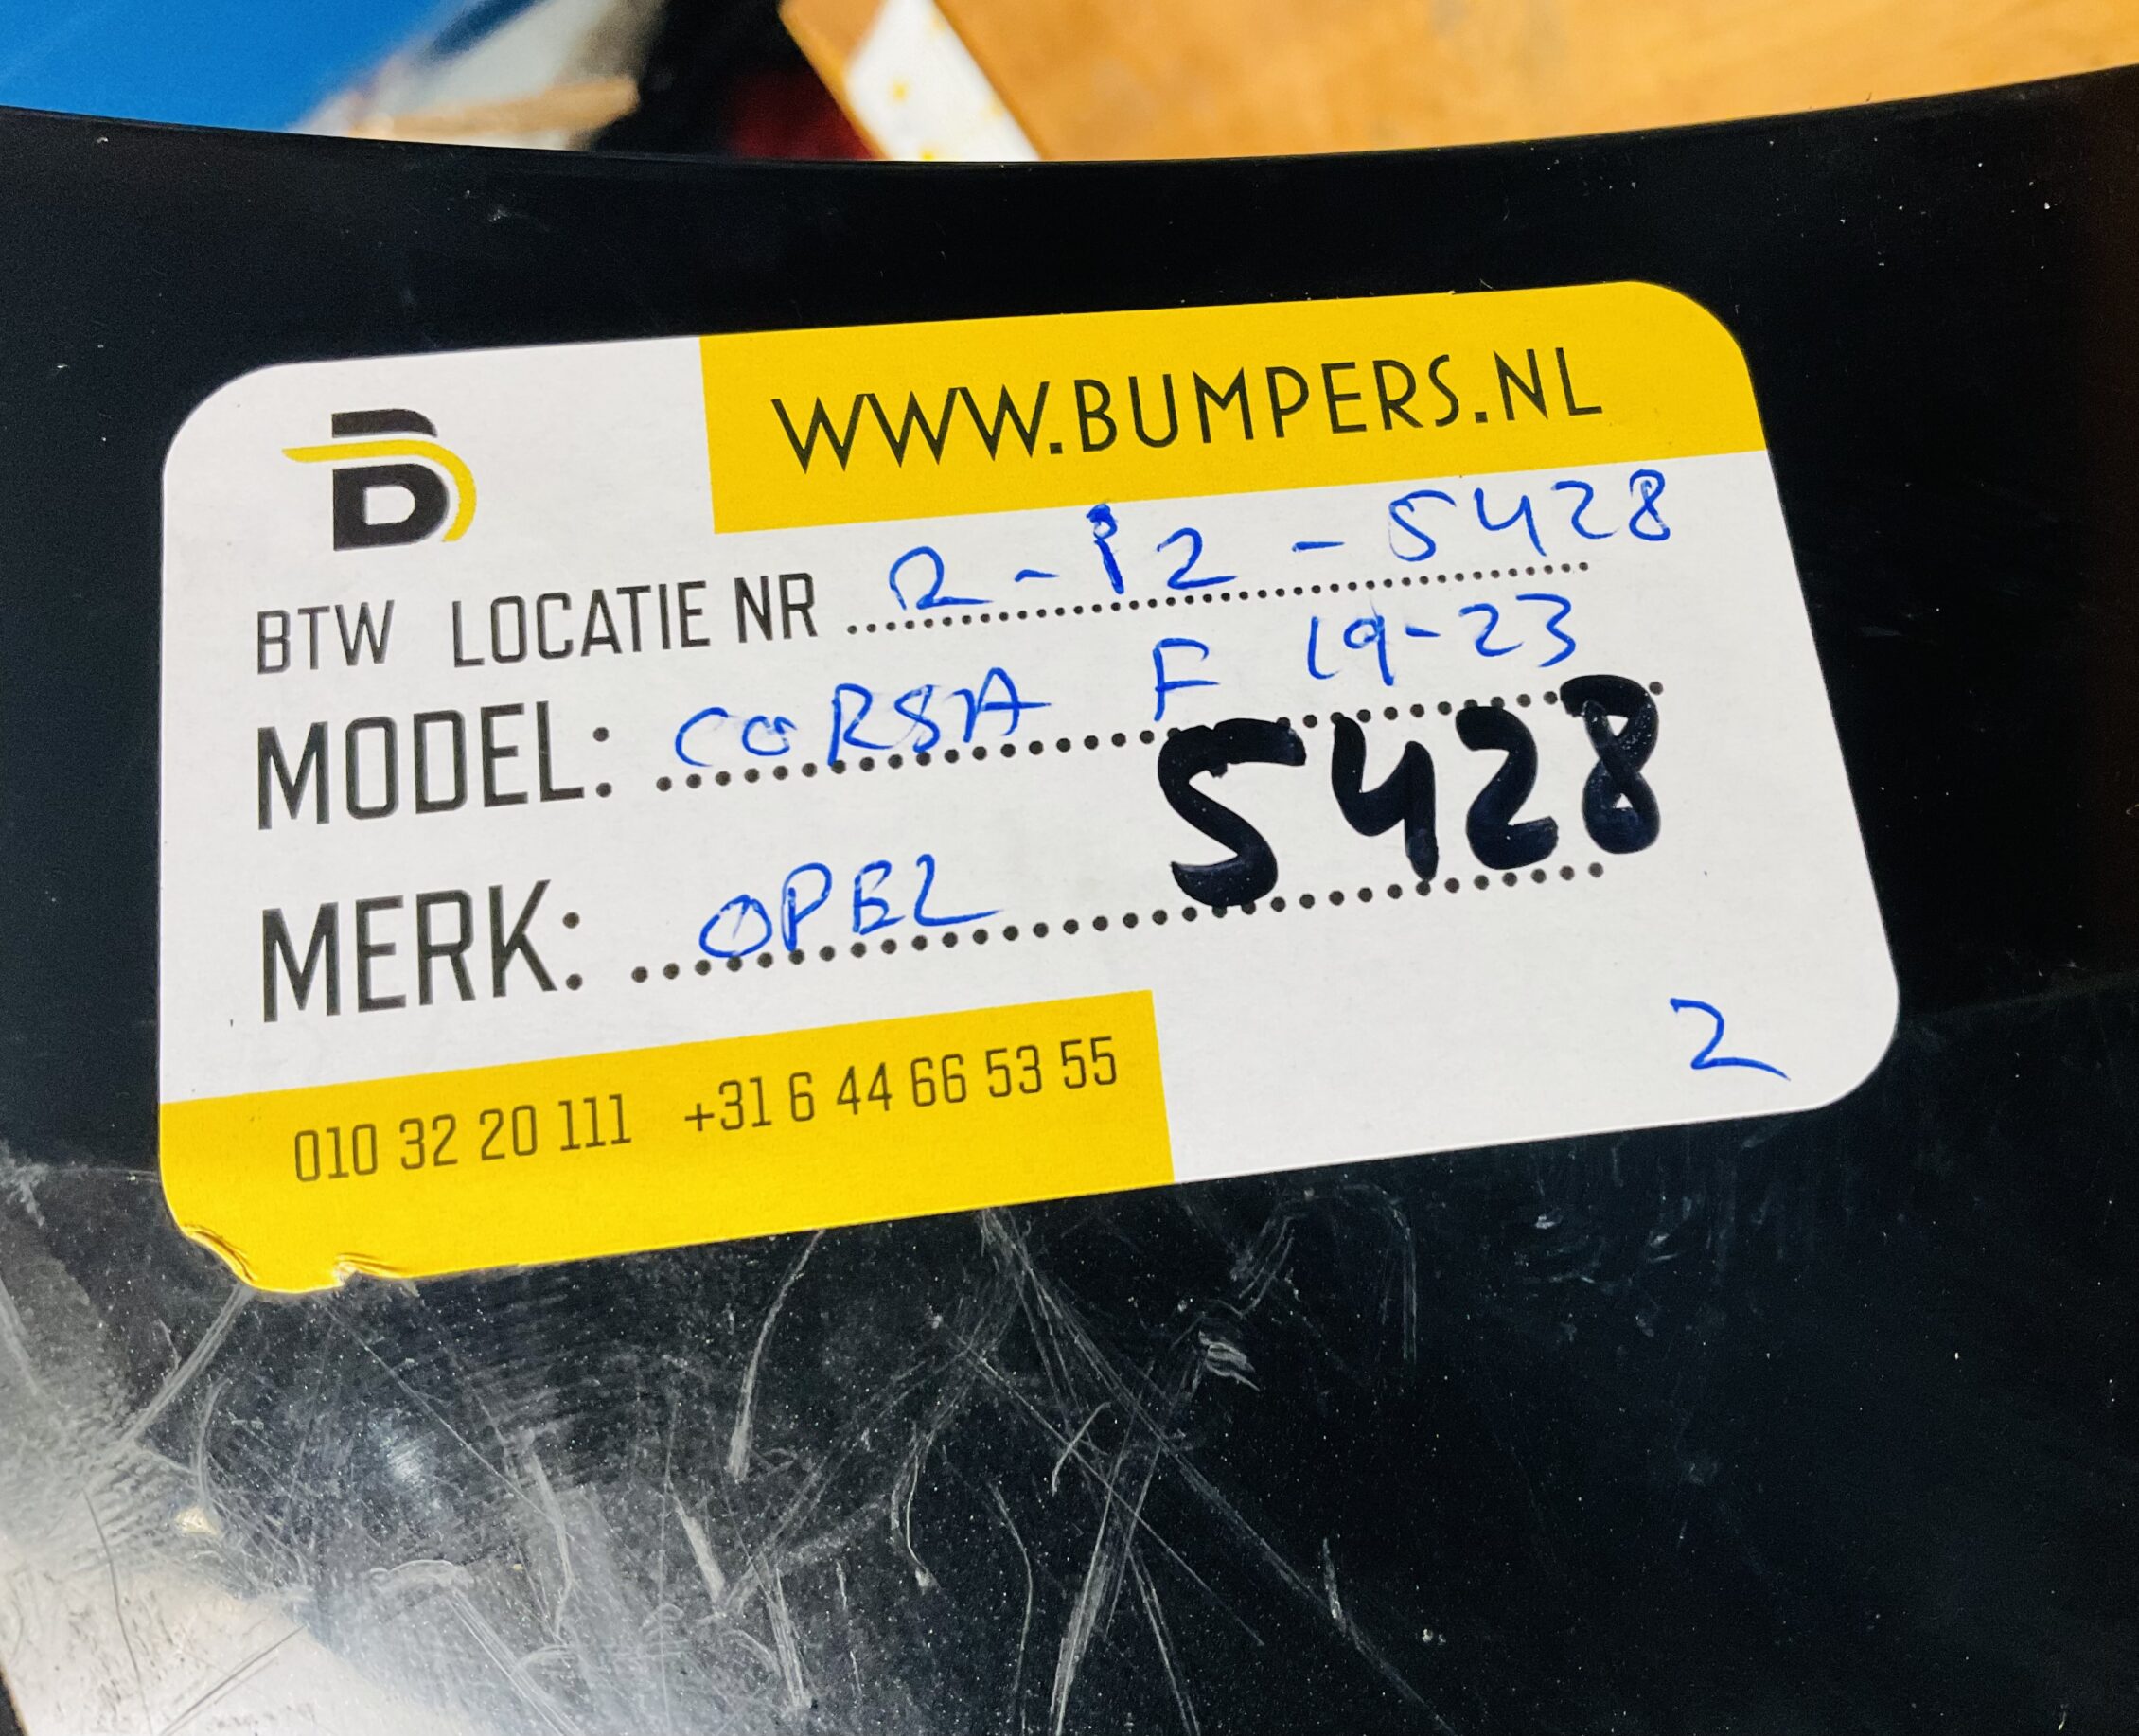 WWW.BUMPERS.NL
BTW LOCATIE NR R-12-5428
MODEL: CORSA F 19-23
5428
MERK: OPEL
2
010 32 20 111 +31 6 44 66 53 55